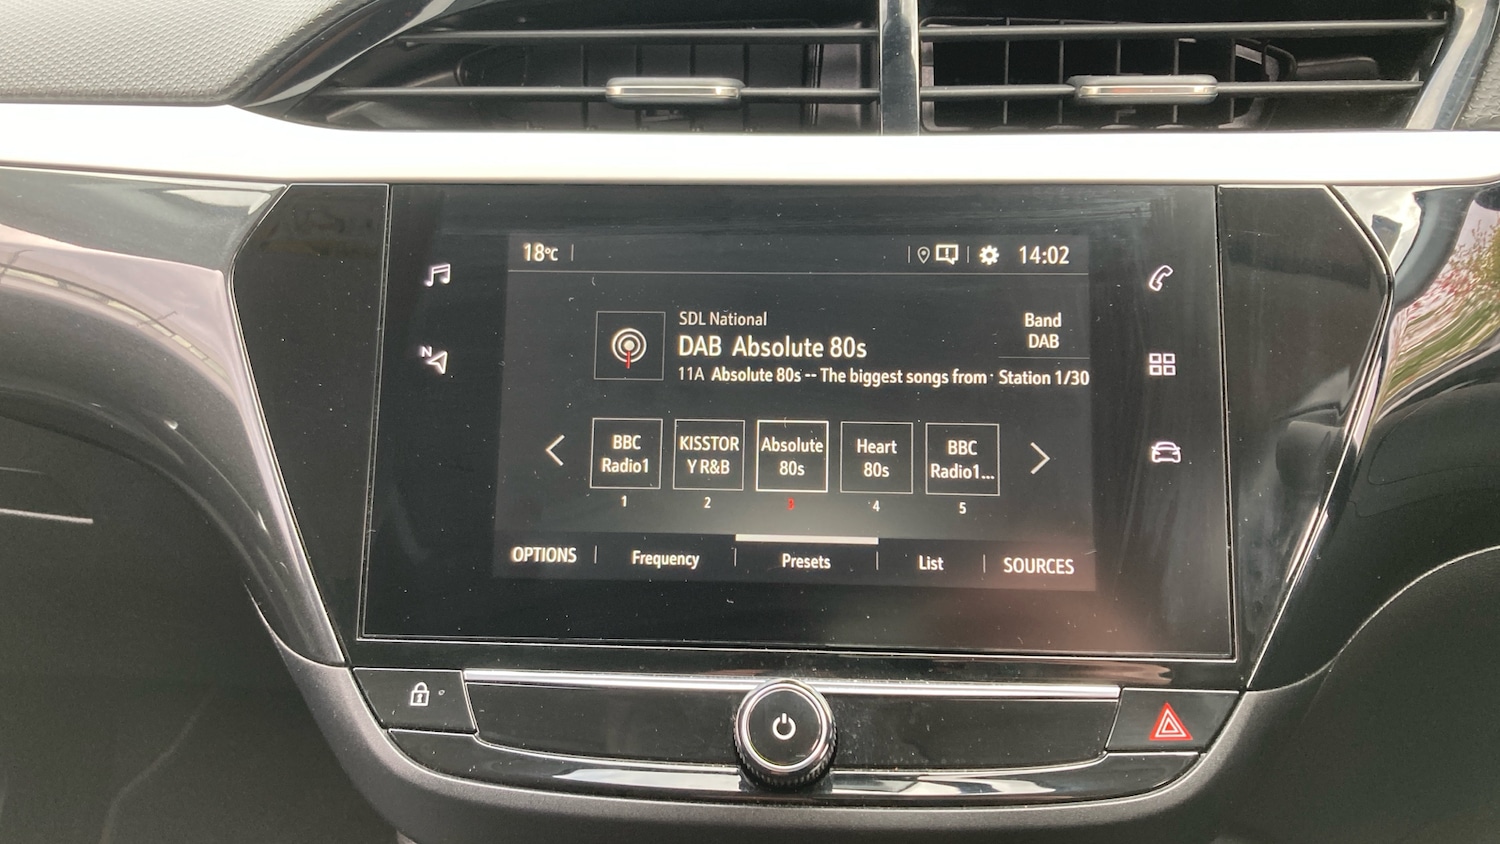 18°C 14:02
N
SDL National
DAB Absolute 80s
11A Absolute 80s -- The biggest songs from
Band
DAB
Station 1/30
BBC
Radio1
KISSTOR
Y R&B
Absolute
80s
Heart
80s
BBC
Radio1...
1 2 3 4 5
OPTIONS Frequency Presets List SOURCES